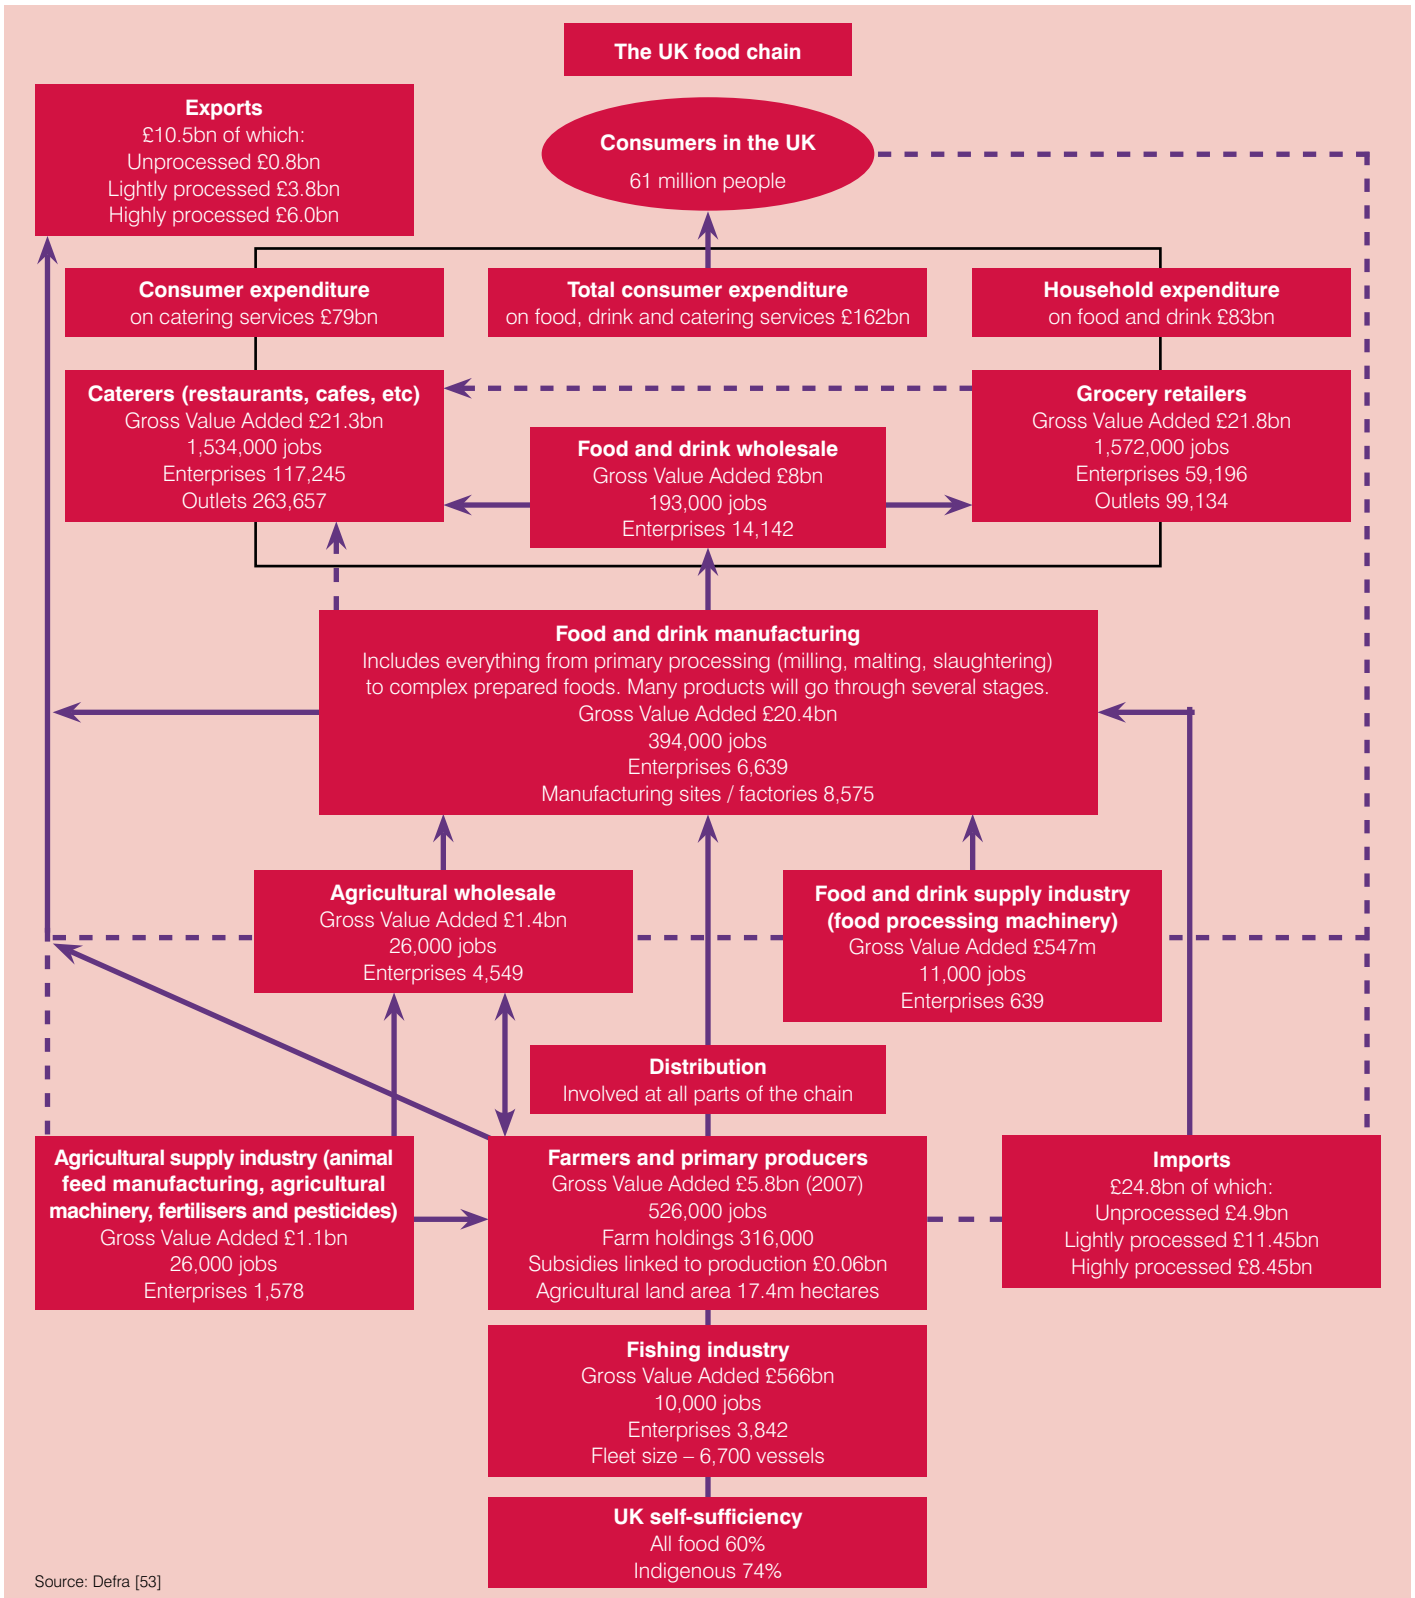 The UK food chain
Exports
£10.5bn of which:
Unprocessed £0.8bn
Lightly processed £3.8bn
Highly processed £6.0bn
Consumers in the UK
61 million people
Consumer expenditure
on catering services £79bn
Total consumer expenditure
on food, drink and catering services £162bn
Household expenditure
on food and drink £83bn
Caterers (restaurants, cafes, etc)
Gross Value Added £21.3bn
1,534,000 jobs
Enterprises 117,245
Outlets 263,657
Food and drink wholesale
Gross Value Added £8bn
193,000 jobs
Enterprises 14,142
Grocery retailers
Gross Value Added £21.8bn
1,572,000 jobs
Enterprises 59,196
Outlets 99,134
Food and drink manufacturing
Includes everything from primary processing (milling, malting, slaughtering)
to complex prepared foods. Many products will go through several stages.
Gross Value Added £20.4bn
394,000 jobs
Enterprises 6,639
Manufacturing sites / factories 8,575
Agricultural wholesale
Gross Value Added £1.4bn
26,000 jobs
Enterprises 4,549
Food and drink supply industry
(food processing machinery)
Gross Value Added £547m
11,000 jobs
Enterprises 639
Distribution
Involved at all parts of the chain
Agricultural supply industry (animal
feed manufacturing, agricultural
machinery, fertilisers and pesticides)
Gross Value Added £1.1bn
26,000 jobs
Enterprises 1,578
Farmers and primary producers
Gross Value Added £5.8bn (2007)
526,000 jobs
Farm holdings 316,000
Subsidies linked to production £0.06bn
Agricultural land area 17.4m hectares
Imports
£24.8bn of which:
Unprocessed £4.9bn
Lightly processed £11.45bn
Highly processed £8.45bn
Fishing industry
Gross Value Added £566bn
10,000 jobs
Enterprises 3,842
Fleet size – 6,700 vessels
UK self-sufficiency
All food 60%
Indigenous 74%
Source: Defra [53]